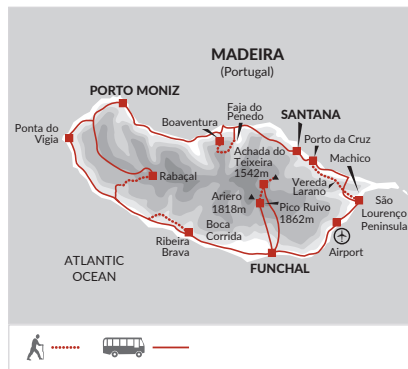 MADEIRA
(Portugal)
PORTO MONIZ
Faja do
Penedo
Boaventura
SANTANA
Ponta do
Vigia
Achada do
Teixeira
1542m
Porto da Cruz
Machico
Rabaçal
Vereda
Larano
Ariero
1818m
Pico Ruivo
1862m
São
Lourenço
Peninsula
Boca
Corrida
Ribeira
Brava
Airport
ATLANTIC
OCEAN
FUNCHAL